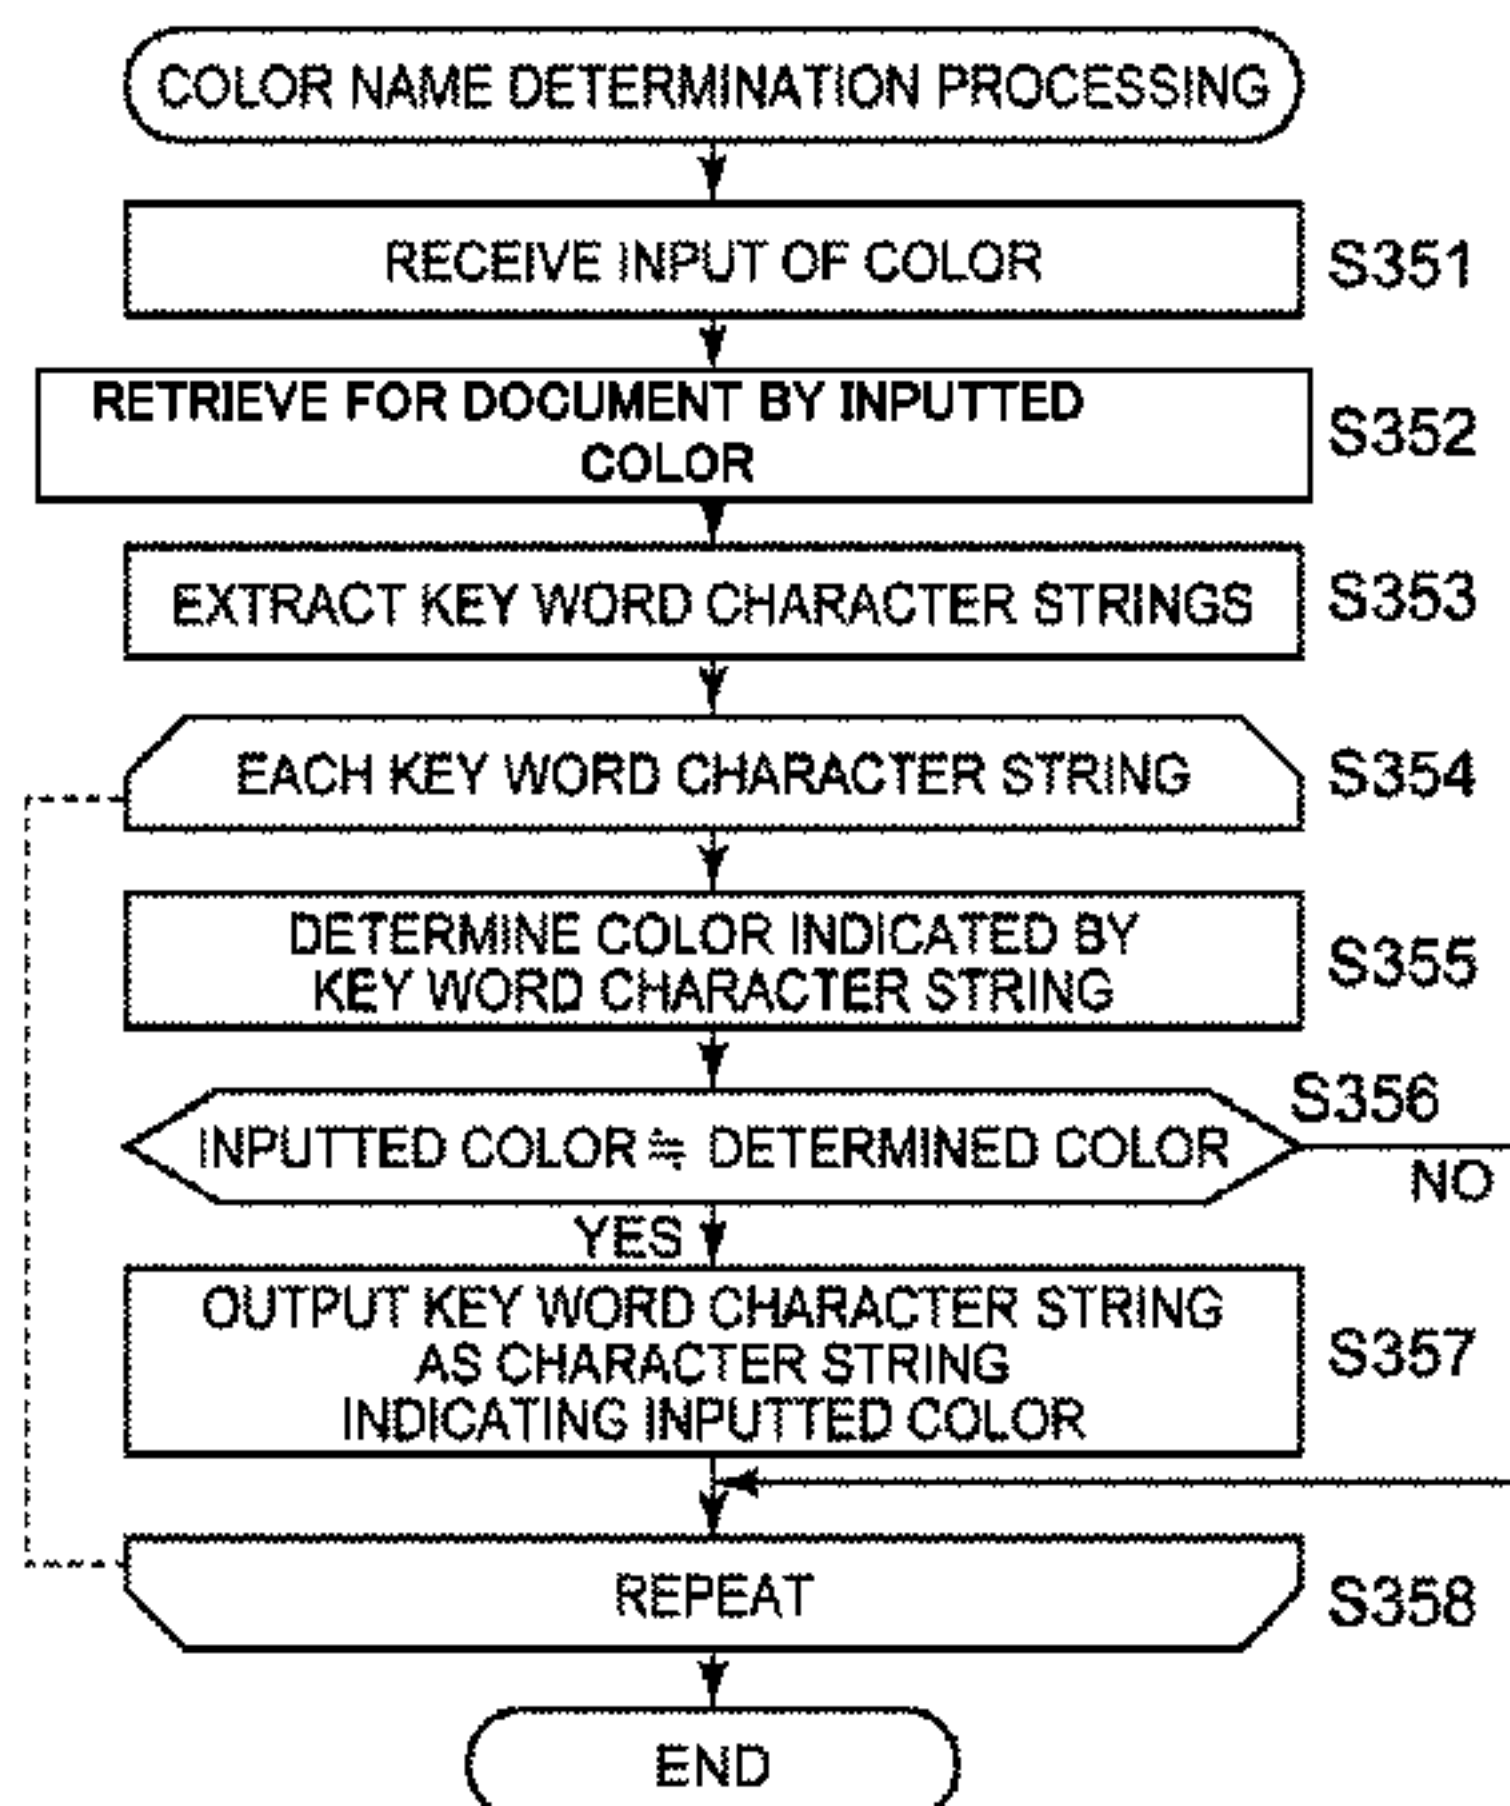 COLOR NAME DETERMINATION PROCESSING
RECEIVE INPUT OF COLOR
S351
RETRIEVE FOR DOCUMENT BY INPUTTED
COLOR
S352
EXTRACT KEY WORD CHARACTER STRINGS
S353
EACH KEY WORD CHARACTER STRING
S354
DETERMINE COLOR INDICATED BY
KEY WORD CHARACTER STRING
S355
S356
INPUTTED COLOR ≒ DETERMINED COLOR
NO
YES
OUTPUT KEY WORD CHARACTER STRING
AS CHARACTER STRING
INDICATING INPUTTED COLOR
S357
REPEAT
S358
END